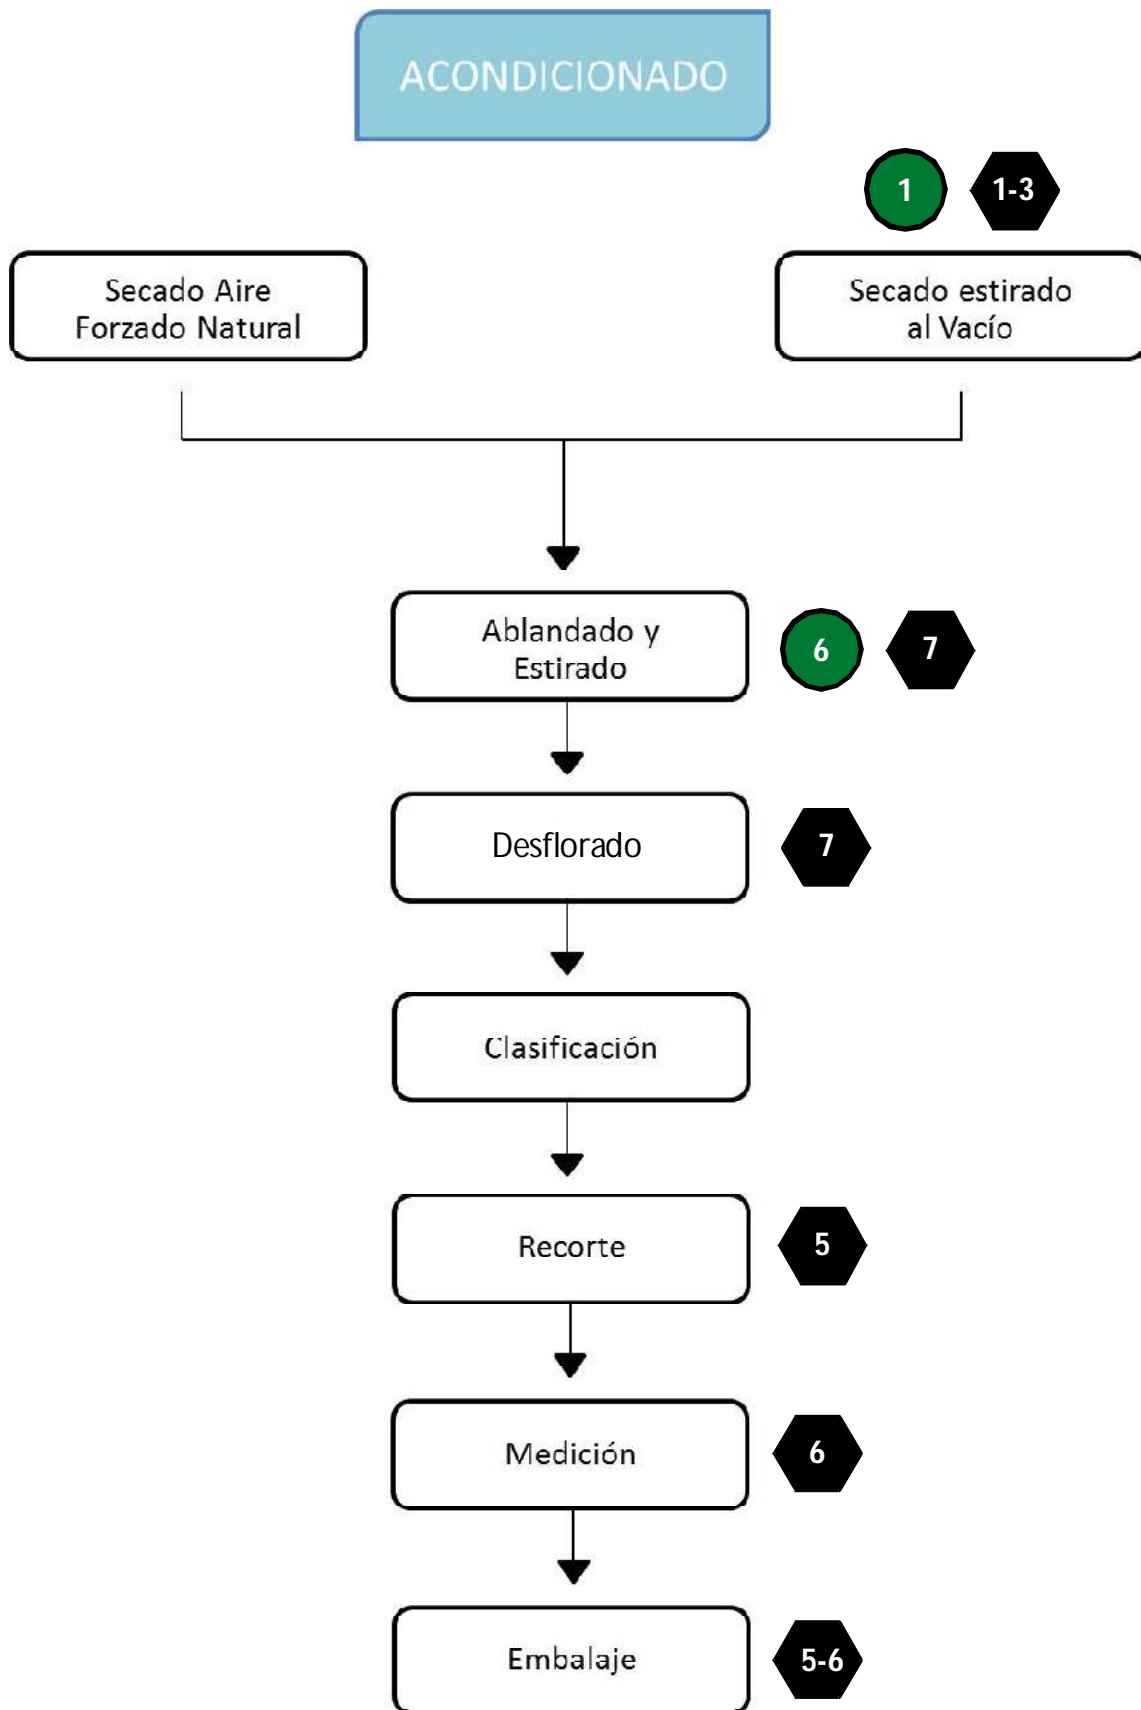 ACONDICIONADO
1
1-3
Secado Aire
Forzado Natural
Secado estirado
al Vacío
Ablandado y
Estirado
6
7
Desflorado
7
Clasificación
Recorte
5
Medición
6
Embalaje
5-6